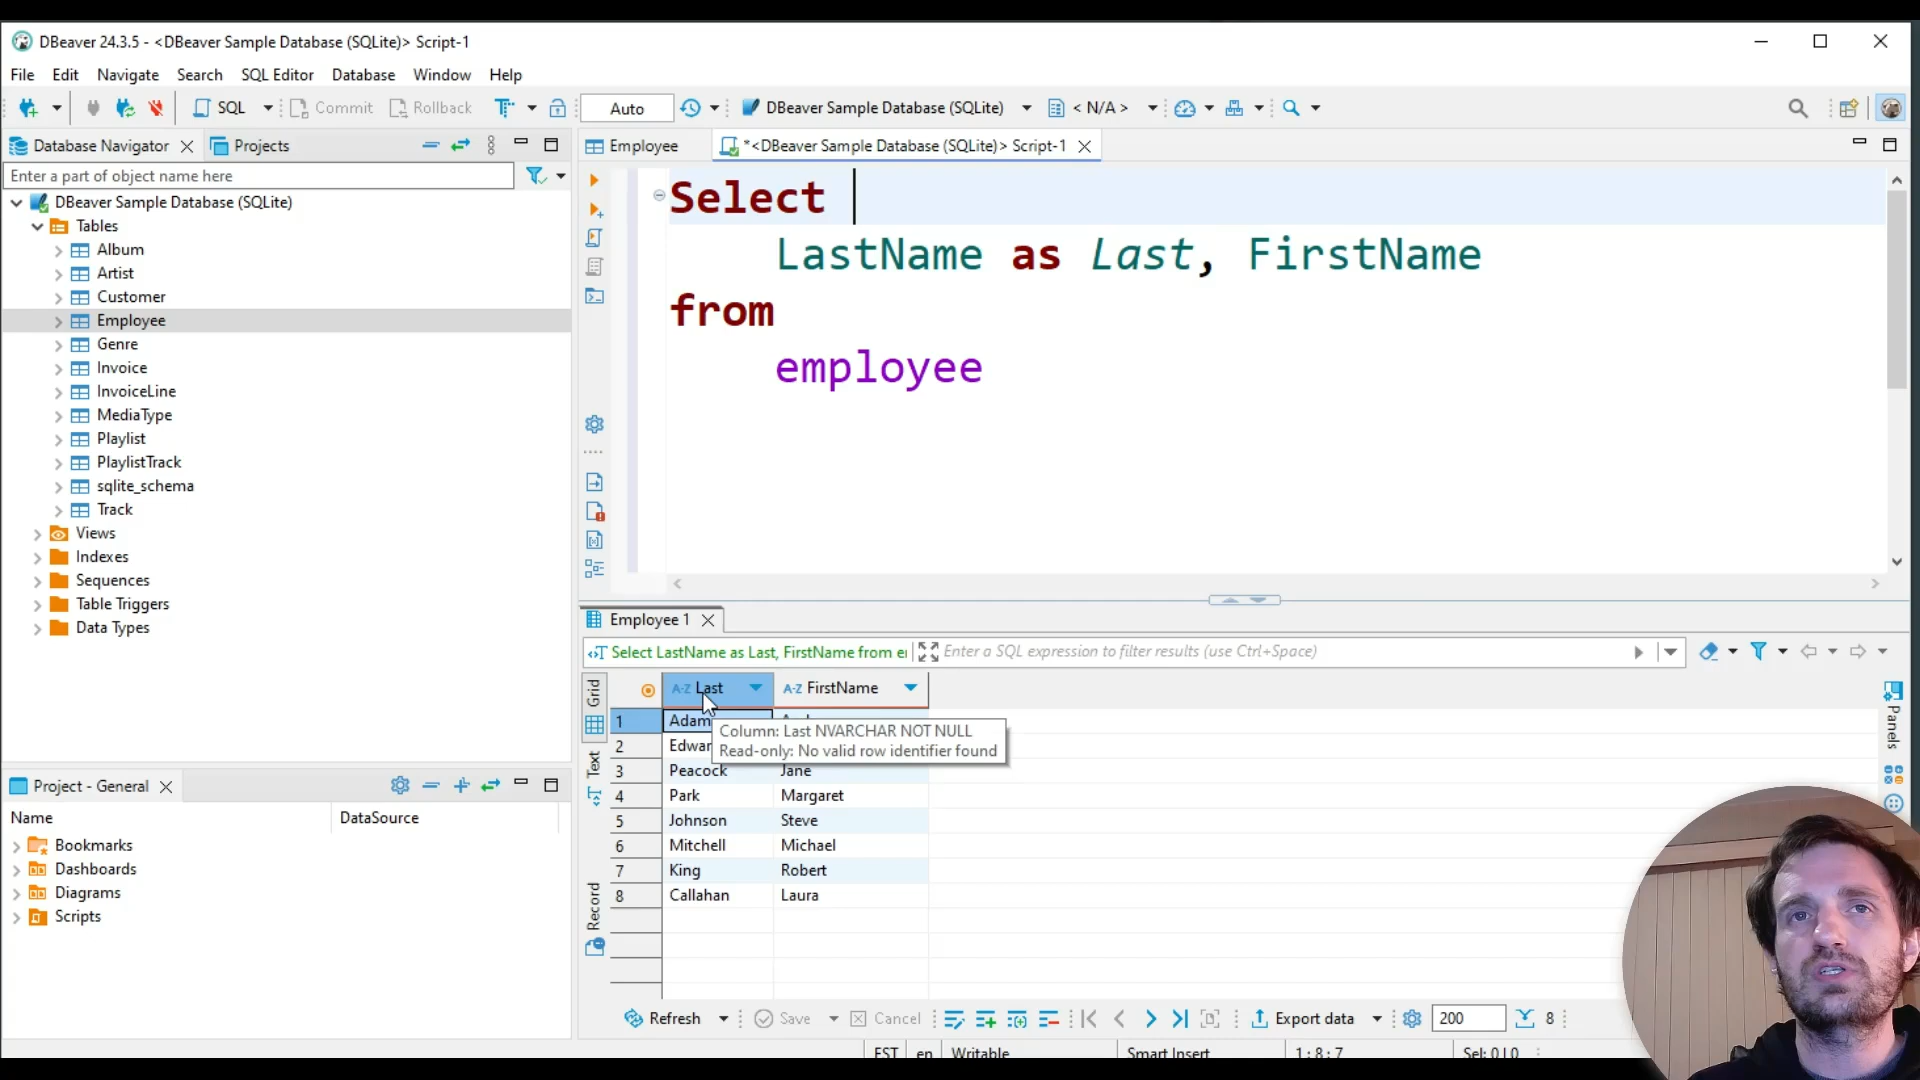 DBeaver 24.3.5 - <DBeaver Sample Database (SQLite)> Script-1
File Edit Navigate Search SQL Editor Database Window Help
SQL Commit Rollback Auto DBeaver Sample Database (SQLite) < N/A >
Database Navigator Projects
Enter a part of object name here
DBeaver Sample Database (SQLite)
Tables
Album
Artist
Customer
Employee
Genre
Invoice
InvoiceLine
MediaType
Playlist
PlaylistTrack
sqlite_schema
Track
Views
Indexes
Sequences
Table Triggers
Data Types
Project - General
Name DataSource
Bookmarks
Dashboards
Diagrams
Scripts
Employee *<DBeaver Sample Database (SQLite)> Script-1
Select
LastName as Last, FirstName
from
employee
Employee 1
Select LastName as Last, FirstName from Enter a SQL expression to filter results (use Ctrl+Space)
Grid
Text
Record
Panels
A-Z Last A-Z FirstName
1 Adam
2 Edwar
3 Peacock Jane
4 Park Margaret
5 Johnson Steve
6 Mitchell Michael
7 King Robert
8 Callahan Laura
Column: Last NVARCHAR NOT NULL
Read-only: No valid row identifier found
Refresh Save Cancel Export data 200 8
EST en Writable Smart Insert 1 : 8 : 7 Sel: 0 | 0